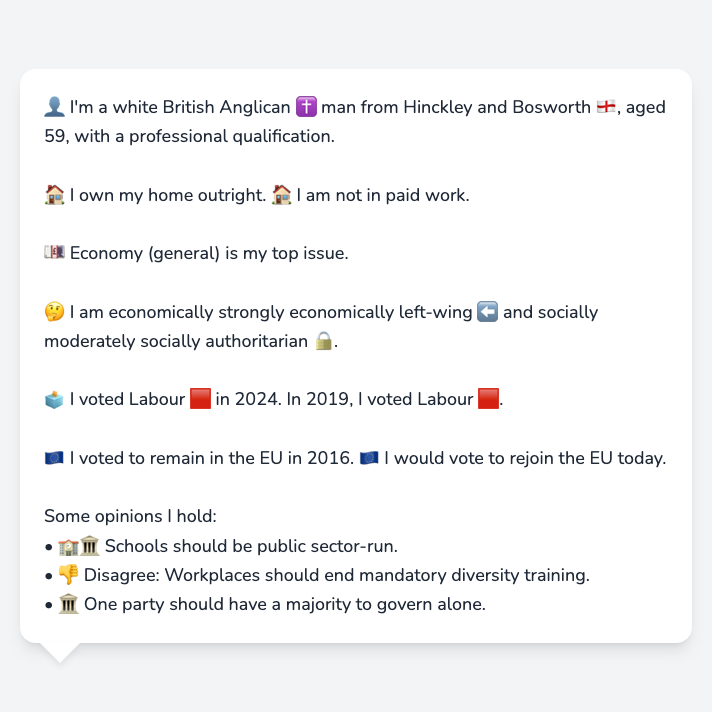 👤 I'm a white British Anglican ✝️ man from Hinckley and Bosworth 🏴󠁧󠁢󠁥󠁮󠁧󠁿, aged
59, with a professional qualification.
🏠 I own my home outright. 🏠 I am not in paid work.
💷 Economy (general) is my top issue.
🤔 I am economically strongly economically left-wing ⬅️ and socially
moderately socially authoritarian 🔒.
🗳️ I voted Labour 🟥 in 2024. In 2019, I voted Labour 🟥.
🇪🇺 I voted to remain in the EU in 2016. 🇪🇺 I would vote to rejoin the EU today.
Some opinions I hold:
• 🏫🏛️ Schools should be public sector-run.
• 👎 Disagree: Workplaces should end mandatory diversity training.
• 🏛️ One party should have a majority to govern alone.